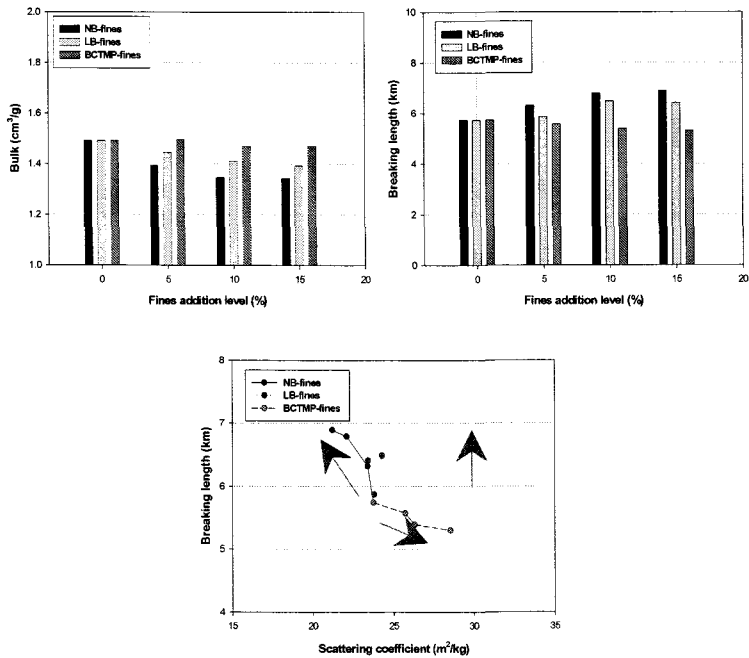 2.0
1.8
1.6
1.4
1.2
1.0
Bulk (cm³/g)
NB-fines
LB-fines
BCTMP-fines
0 5 10 15 20
Fines addition level (%)
10
8
6
4
2
0
Breaking length (km)
NB-fines
LB-fines
BCTMP-fines
0 5 10 15 20
Fines addition level (%)
8
7
6
5
4
Breaking length (km)
NB-fines
LB-fines
BCTMP-fines
15 20 25 30 35
Scattering coefficient (m²/kg)